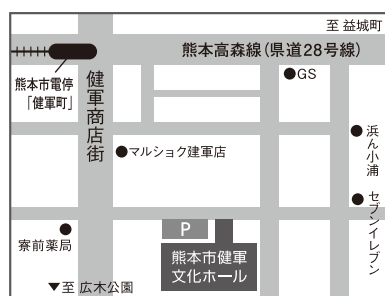 至 益城町
熊本高森線(県道28号線)
熊本市電停
「健軍町」
健軍商店街
GS
マルショク建軍店
浜ん小浦
セブンイレブン
P
熊本市健軍
文化ホール
寮前薬局
▼至 広木公園